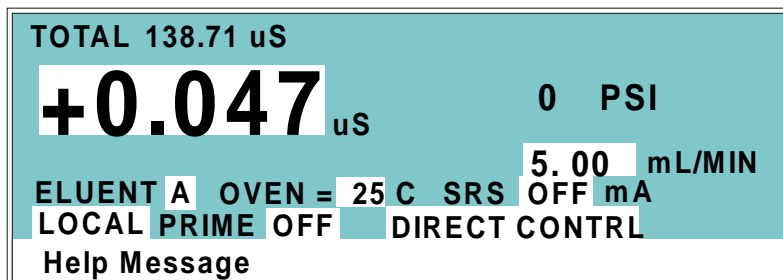 TOTAL 138.71 uS
+0.047 uS 0 PSI
5.00 mL/MIN
ELUENT A OVEN = 25 C SRS OFF mA
LOCAL PRIME OFF DIRECT CONTRL
Help Message